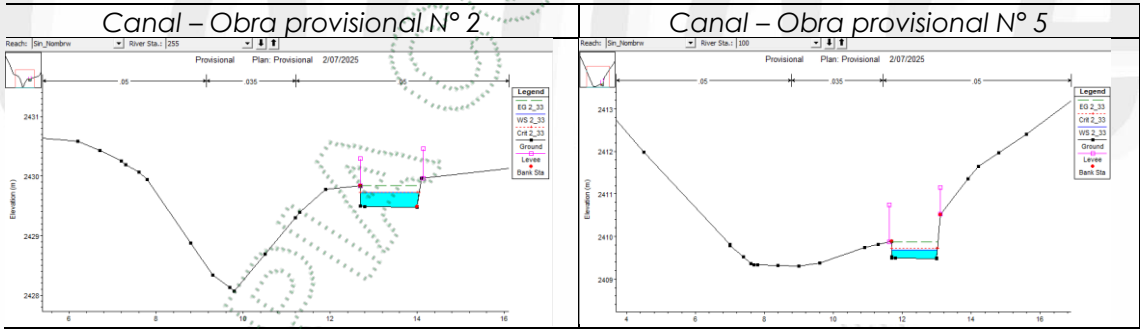 Canal – Obra provisional N° 2
Canal – Obra provisional N° 5
Reach: Sin_Nombrw River Sta.: 255
Provisional Plan: Provisional 2/07/2025
.05 .035
Legend
EG 2_33
WS 2_33
Crit 2_33
Ground
Levee
Bank Sta
Elevation (m)
2431
2430
2429
2428
6 8 10 12 14 16
Reach: Sin_Nombrw River Sta.: 100
Provisional Plan: Provisional 2/07/2025
.05 .035 .05
Legend
EG 2_33
Crit 2_33
WS 2_33
Ground
Levee
Bank Sta
Elevation (m)
2413
2412
2411
2410
2409
4 6 8 10 12 14 16